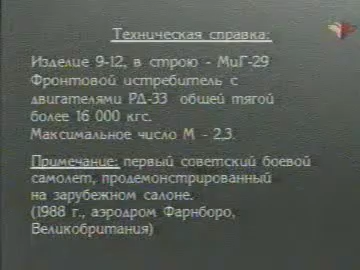 Техническая справка:
Изделие 9-12, в строю - МиГ-29
Фронтовой истребитель с
двигателями РД-33 общей тягой
более 16 000 кгс.
Максимальное число М - 2,3.
Примечание: первый советский боевой
самолет, продемонстрированный
на зарубежном салоне.
(1988 г., аэродром Фарнборо,
Великобритания)